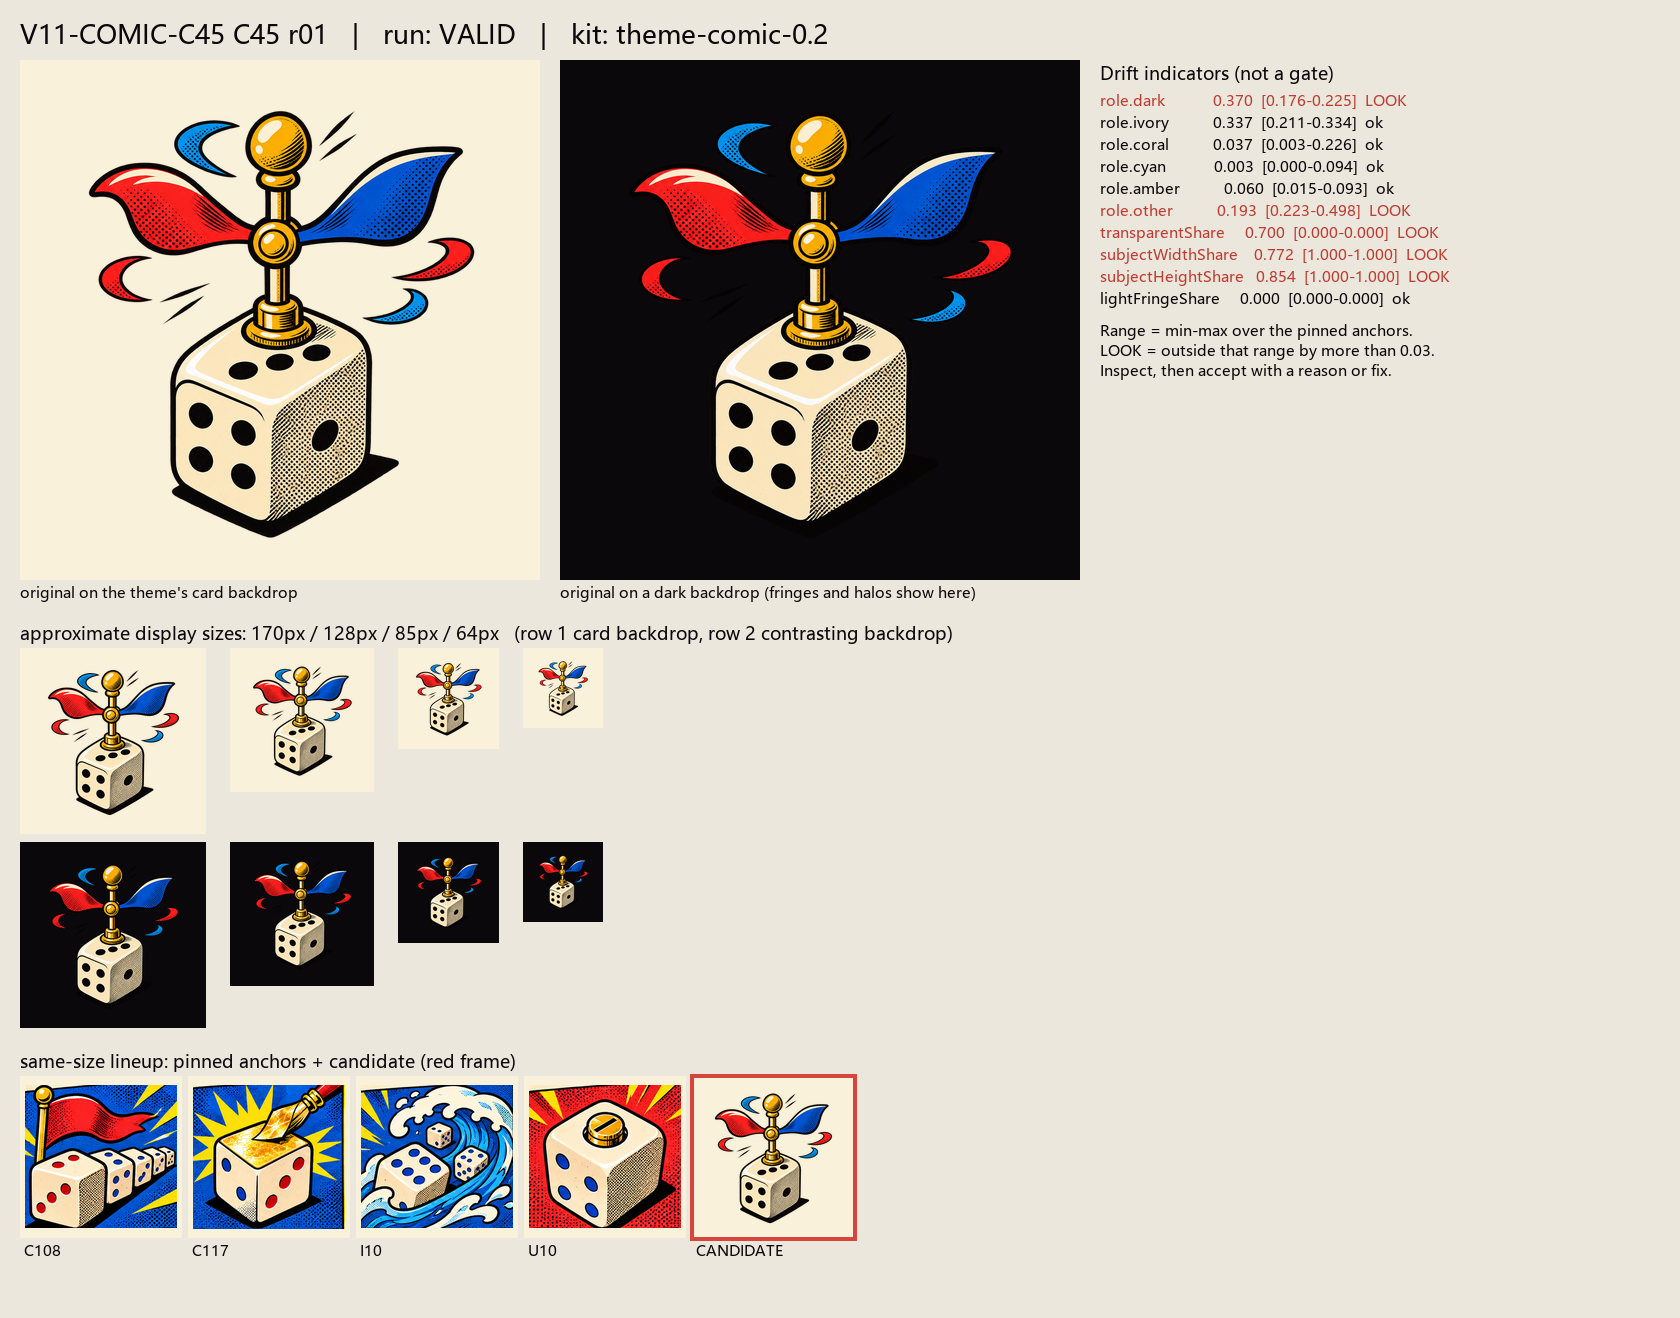 V11-COMIC-C45 C45 r01 | run: VALID | kit: theme-comic-0.2
Drift indicators (not a gate)
role.dark 0.370 [0.176-0.225] LOOK
role.ivory 0.337 [0.211-0.334] ok
role.coral 0.037 [0.003-0.226] ok
role.cyan 0.003 [0.000-0.094] ok
role.amber 0.060 [0.015-0.093] ok
role.other 0.193 [0.223-0.498] LOOK
transparentShare 0.700 [0.000-0.000] LOOK
subjectWidthShare 0.772 [1.000-1.000] LOOK
subjectHeightShare 0.854 [1.000-1.000] LOOK
lightFringeShare 0.000 [0.000-0.000] ok
Range = min-max over the pinned anchors.
LOOK = outside that range by more than 0.03.
Inspect, then accept with a reason or fix.
original on the theme's card backdrop
original on a dark backdrop (fringes and halos show here)
approximate display sizes: 170px / 128px / 85px / 64px (row 1 card backdrop, row 2 contrasting backdrop)
same-size lineup: pinned anchors + candidate (red frame)
C108
C117
I10
U10
CANDIDATE